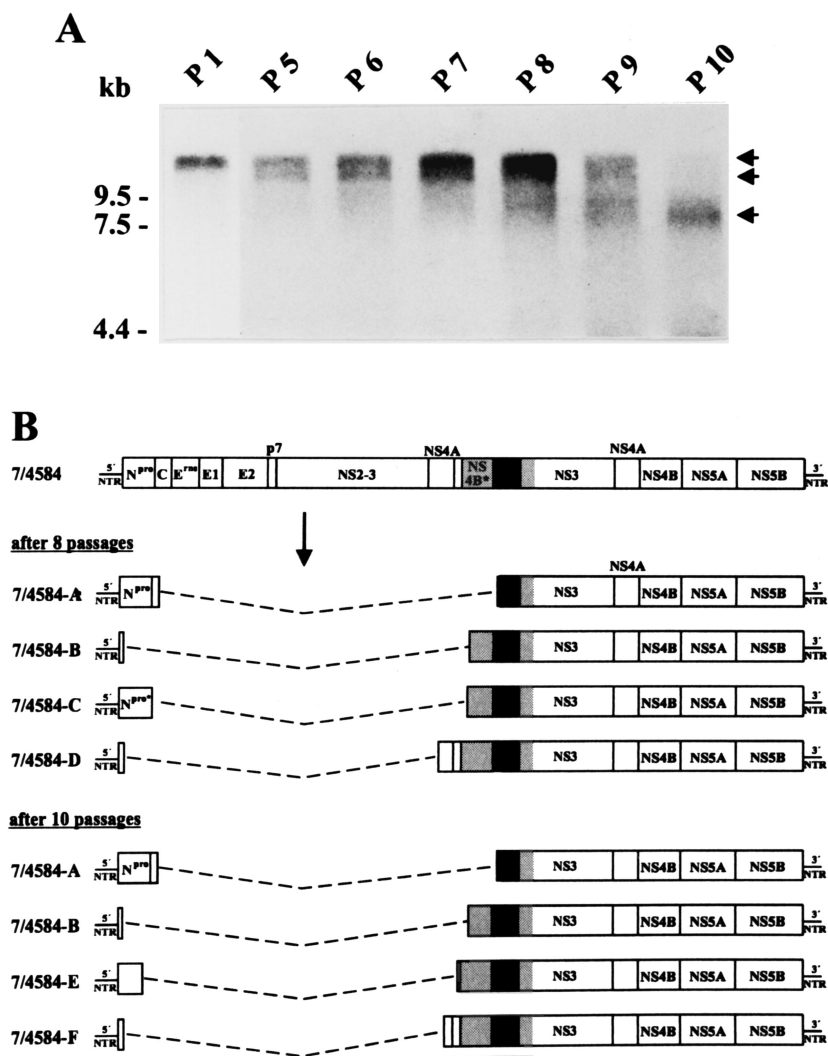 A
kb
P 1 P 5 P 6 P 7 P 8 P 9 P 10
9.5 -
7.5 -
4.4 -
B
p7 NS4A NS4A
7/4584 5´ NTR Npro C Erns E1 E2 NS2-3 NS 4B* NS3 NS4B NS5A NS5B 3´ NTR
after 8 passages
NS4A
7/4584-A 5´ NTR Npro NS3 NS4B NS5A NS5B 3´ NTR
7/4584-B 5´ NTR NS3 NS4B NS5A NS5B 3´ NTR
7/4584-C 5´ NTR Npro* NS3 NS4B NS5A NS5B 3´ NTR
7/4584-D 5´ NTR NS3 NS4B NS5A NS5B 3´ NTR
after 10 passages
7/4584-A 5´ NTR Npro NS3 NS4B NS5A NS5B 3´ NTR
7/4584-B 5´ NTR NS3 NS4B NS5A NS5B 3´ NTR
7/4584-E 5´ NTR NS3 NS4B NS5A NS5B 3´ NTR
7/4584-F 5´ NTR NS3 NS4B NS5A NS5B 3´ NTR